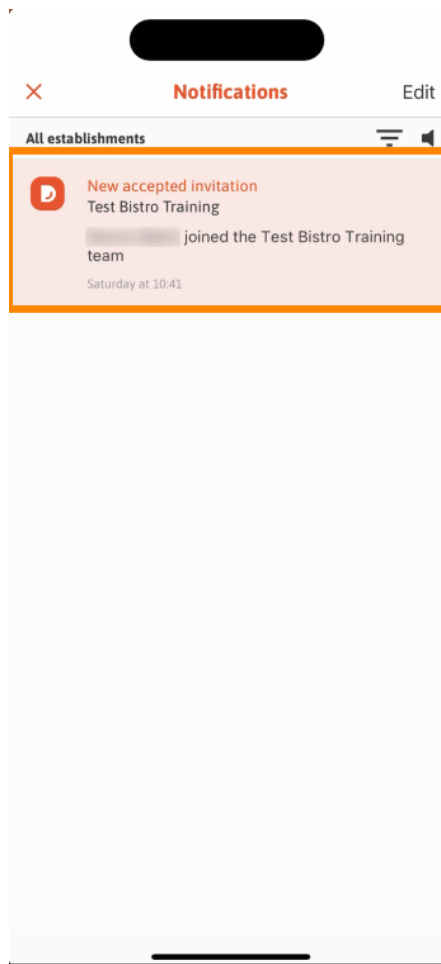 Notifications
Edit
All establishments
New accepted invitation
Test Bistro Training
joined the Test Bistro Training
team
Saturday at 10:41